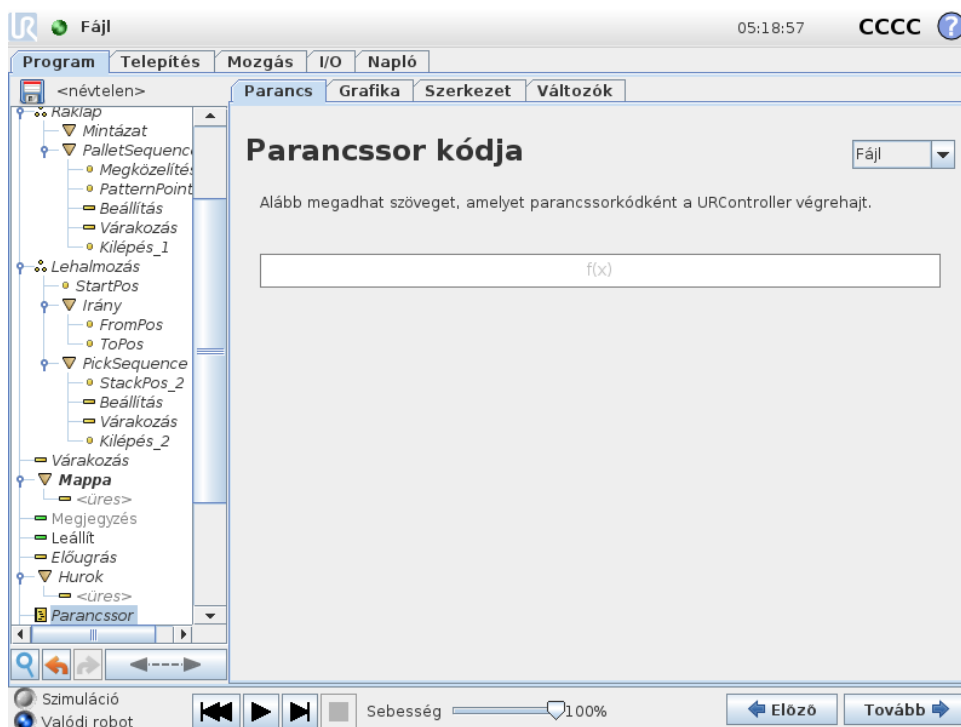 UR Fájl 05:18:57 CCCC ?
Program Telepítés Mozgás I/O Napló
<névtelen> Parancs Grafika Szerkezet Változók
Raklap
Mintázat
PalletSequence
Megközelítés
PatternPoint
Beállítás
Várakozás
Kilépés_1
Lehalmozás
StartPos
Irány
FromPos
ToPos
PickSequence
StackPos_2
Beállítás
Várakozás
Kilépés_2
Várakozás
Mappa
<üres>
Megjegyzés
Leállít
Előugrás
Hurok
<üres>
Parancssor
Parancssor kódja
Fájl
Alább megadhat szöveget, amelyet parancssorkódként a URController végrehajt.
f(x)
Szimuláció
Valódi robot
Sebesség 100%
Előző Tovább